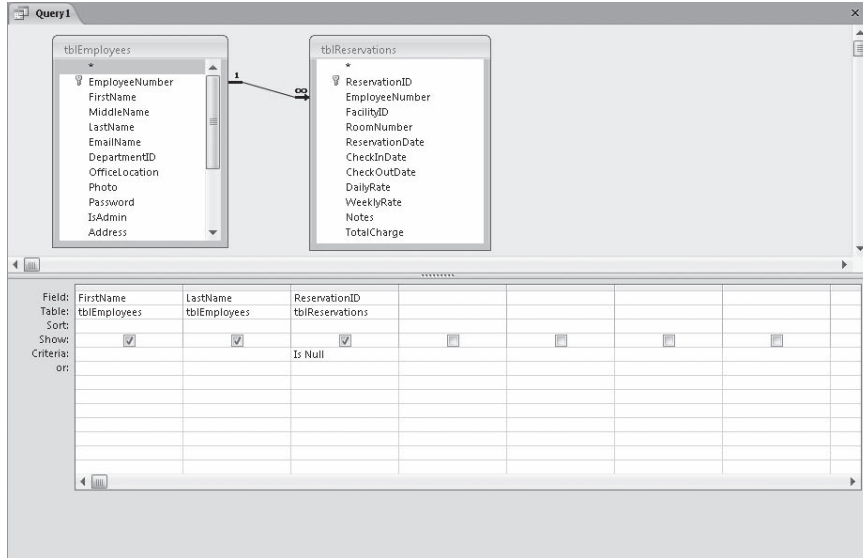 Query1
tblEmployees
*
EmployeeNumber
FirstName
MiddleName
LastName
EmailName
DepartmentID
OfficeLocation
Photo
Password
IsAdmin
Address
1
∞
tblReservations
*
ReservationID
EmployeeNumber
FacilityID
RoomNumber
ReservationDate
CheckInDate
CheckOutDate
DailyRate
WeeklyRate
Notes
TotalCharge
Field: FirstName LastName ReservationID
Table: tblEmployees tblEmployees tblReservations
Sort:
Show:
Criteria: Is Null
or: